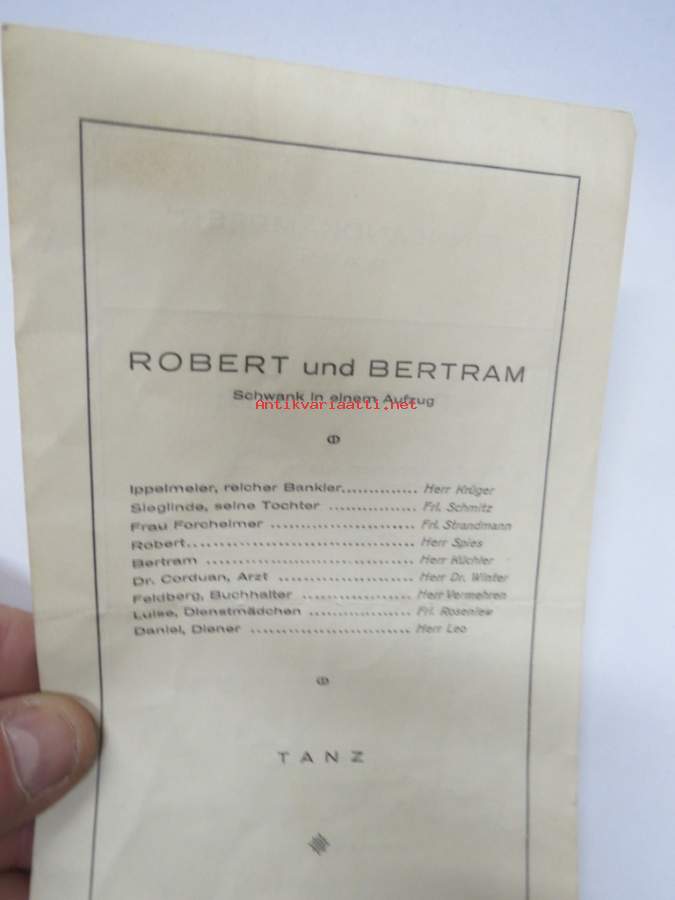 ROBERT und BERTRAM
Schwank in einem Aufzug
Antikvariaatti.net
Ippelmeier, reicher Bankier.............. Herr Krüger
Sieglinde, seine Tochter ................ Frl. Schmitz
Frau Forcheimer .......................... Frl. Strandmann
Robert......................................... Herr Spies
Bertram ...................................... Herr Küchler
Dr. Corduan, Arzt ........................ Herr Dr. Winter
Feldberg, Buchhalter .................... Herr Vermehren
Luise, Dienstmädchen ................... Frl. Rosenlew
Daniel, Diener ............................. Herr Leo
TANZ